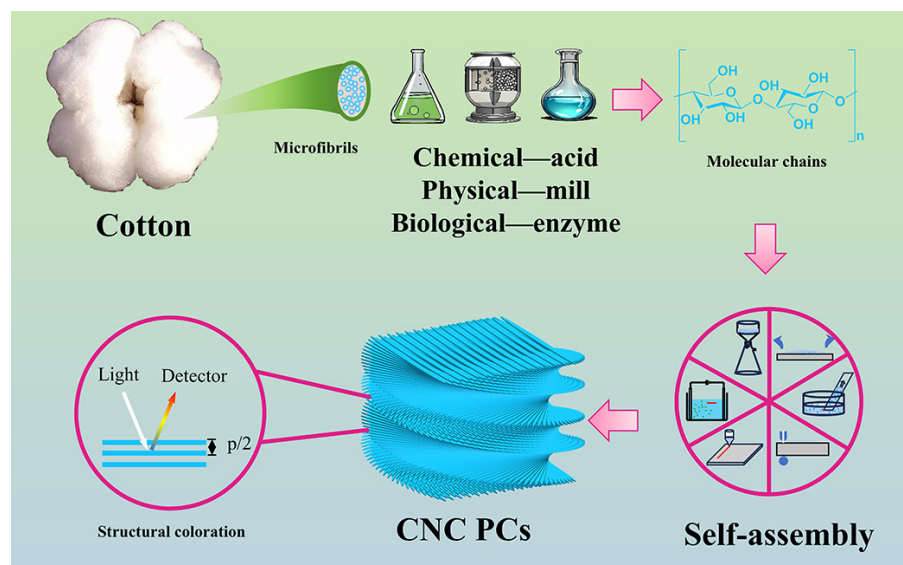 Cotton
Microfibrils
Chemical—acid
Physical—mill
Biological—enzyme
OH
OH
O
O
O
OH
OH
O
OH
OH
n
Molecular chains
Self-assembly
CNC PCs
Light
Detector
p/2
Structural coloration